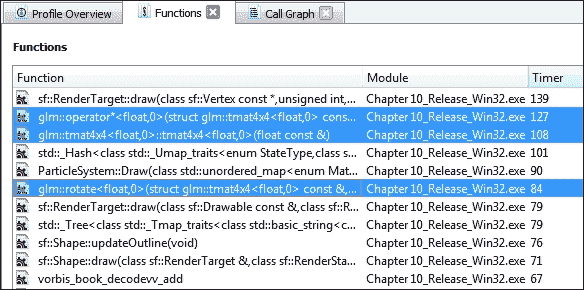 Profile Overview Functions Call Graph
Functions
Function Module Timer
sf::RenderTarget::draw(class sf::Vertex const *,unsigned int,... Chapter 10_Release_Win32.exe 139
glm::operator*<float,0>(struct glm::tmat4x4<float,0> cons... Chapter 10_Release_Win32.exe 127
glm::tmat4x4<float,0>::tmat4x4<float,0>(float const &) Chapter 10_Release_Win32.exe 108
std::_Hash<class std::_Umap_traits<enum StateType,class s... Chapter 10_Release_Win32.exe 101
ParticleSystem::Draw(class std::unordered_map<enum Mat... Chapter 10_Release_Win32.exe 90
glm::rotate<float,0>(struct glm::tmat4x4<float,0> const &,... Chapter 10_Release_Win32.exe 84
sf::RenderTarget::draw(class sf::Drawable const &,class sf::R... Chapter 10_Release_Win32.exe 79
std::_Tree<class std::_Tmap_traits<class std::basic_string<c... Chapter 10_Release_Win32.exe 79
sf::Shape::updateOutline(void) Chapter 10_Release_Win32.exe 76
sf::Shape::draw(class sf::RenderTarget &,class sf::RenderSta... Chapter 10_Release_Win32.exe 71
vorbis_book_decodevv_add Chapter 10_Release_Win32.exe 67